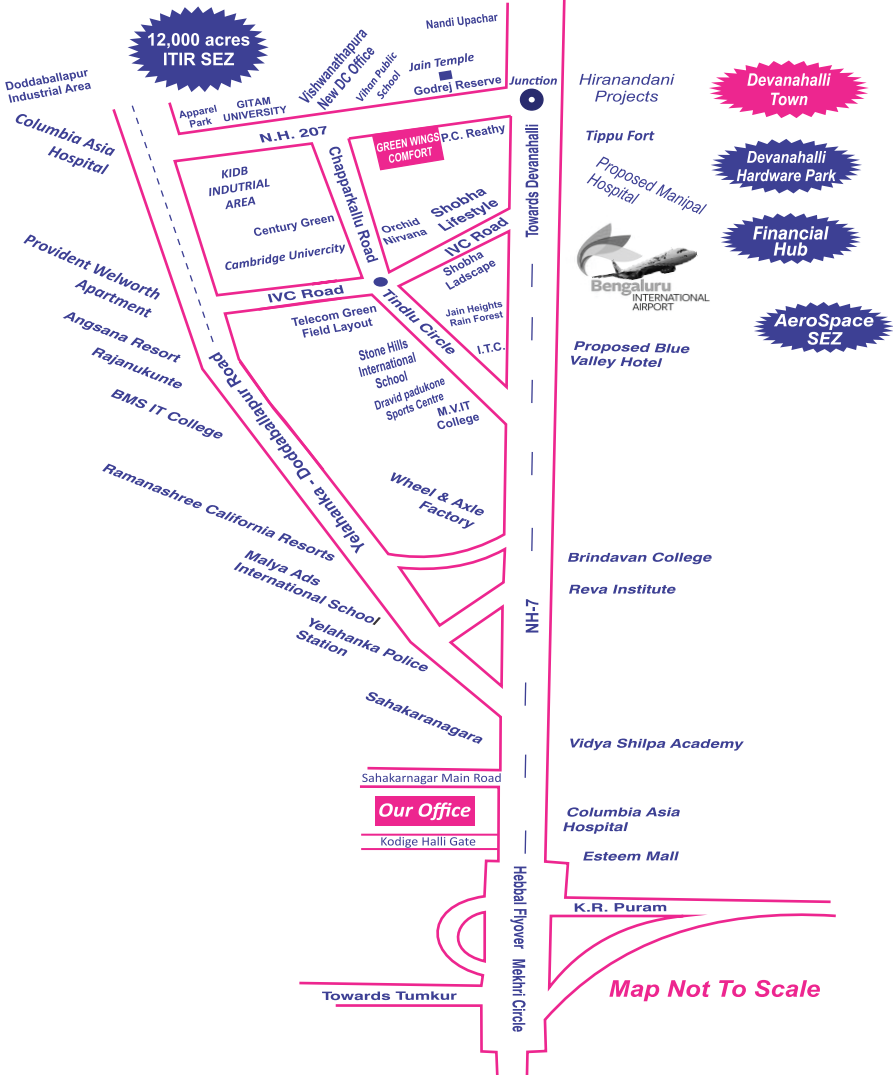 Nandi Upachar
12,000 acres
ITIR SEZ
Vishwanathapura
New DC Office
Vihan Public
School
Jain Temple
Godrej Reserve
Junction
Doddaballapur
Industrial Area
Apparel
Park
GITAM
UNIVERSITY
Hiranandani
Projects
Devanahalli
Town
Columbia Asia
Hospital
N.H. 207
GREEN WINGS
COMFORT
P.C. Reathy
Tippu Fort
Towards Devanahalli
Proposed Manipal
Hospital
Devanahalli
Hardware Park
KIDB
INDUTRIAL
AREA
Chapparkallu Road
Century Green
Orchid
Nirvana
Shobha
Lifestyle
IVC Road
Financial
Hub
Cambridge Univercity
Provident Welworth
Apartment
Shobha
Ladscape
Bengaluru
INTERNATIONAL
AIRPORT
IVC Road
Tindlu Circle
Jain Heights
Rain Forest
AeroSpace
SEZ
Angsana Resort
Rajanukunte
Telecom Green
Field Layout
Stone Hills
International
School
I.T.C.
Proposed Blue
Valley Hotel
BMS IT College
Yelahanka - Doddaballapur Road
Dravid padukone
Sports Centre
M.V.IT
College
Ramanashree California Resorts
Wheel & Axle
Factory
Malya Ads
International School
Brindavan College
Reva Institute
NH-7
Yelahanka Police
Station
Sahakaranagara
Vidya Shilpa Academy
Sahakarnagar Main Road
Our Office
Columbia Asia
Hospital
Kodige Halli Gate
Esteem Mall
Hebbal Flyover
K.R. Puram
Mekhri Circle
Towards Tumkur
Map Not To Scale